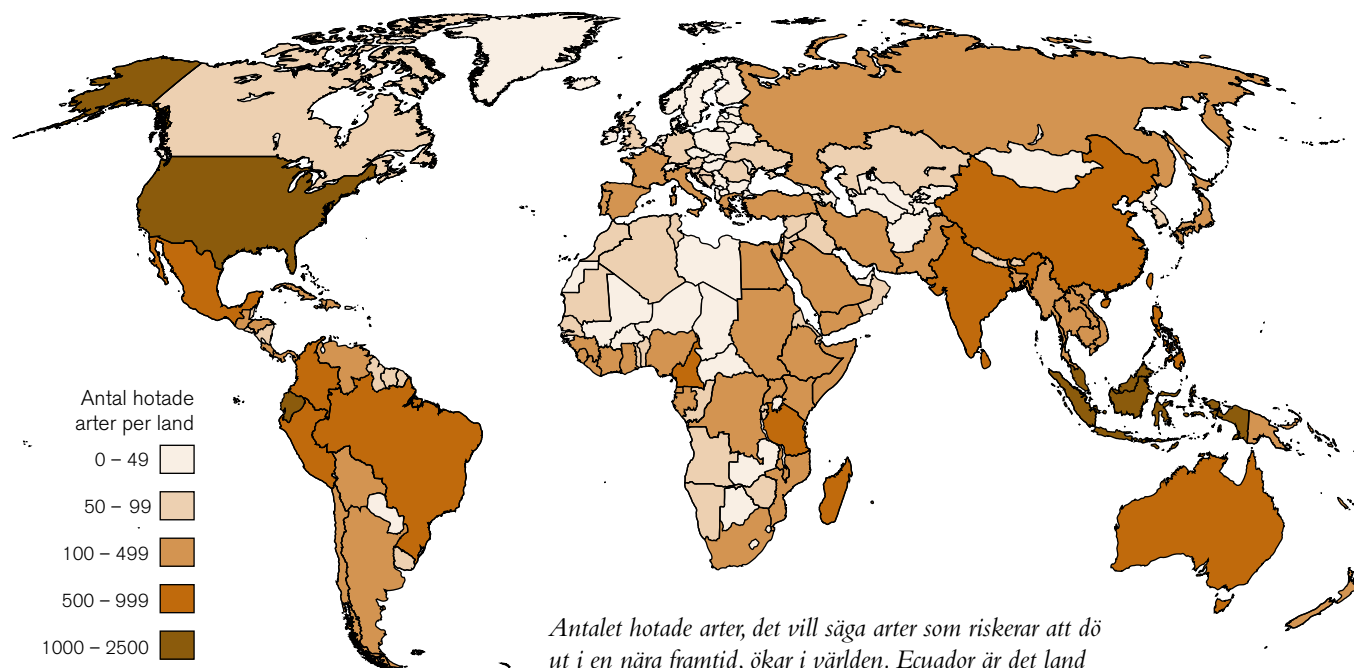 Antal hotade
arter per land
0 – 49
50 – 99
100 – 499
500 – 999
1000 – 2500
Antalet hotade arter, det vill säga arter som riskerar att dö
ut i en nära framtid, ökar i världen. Ecuador är det land